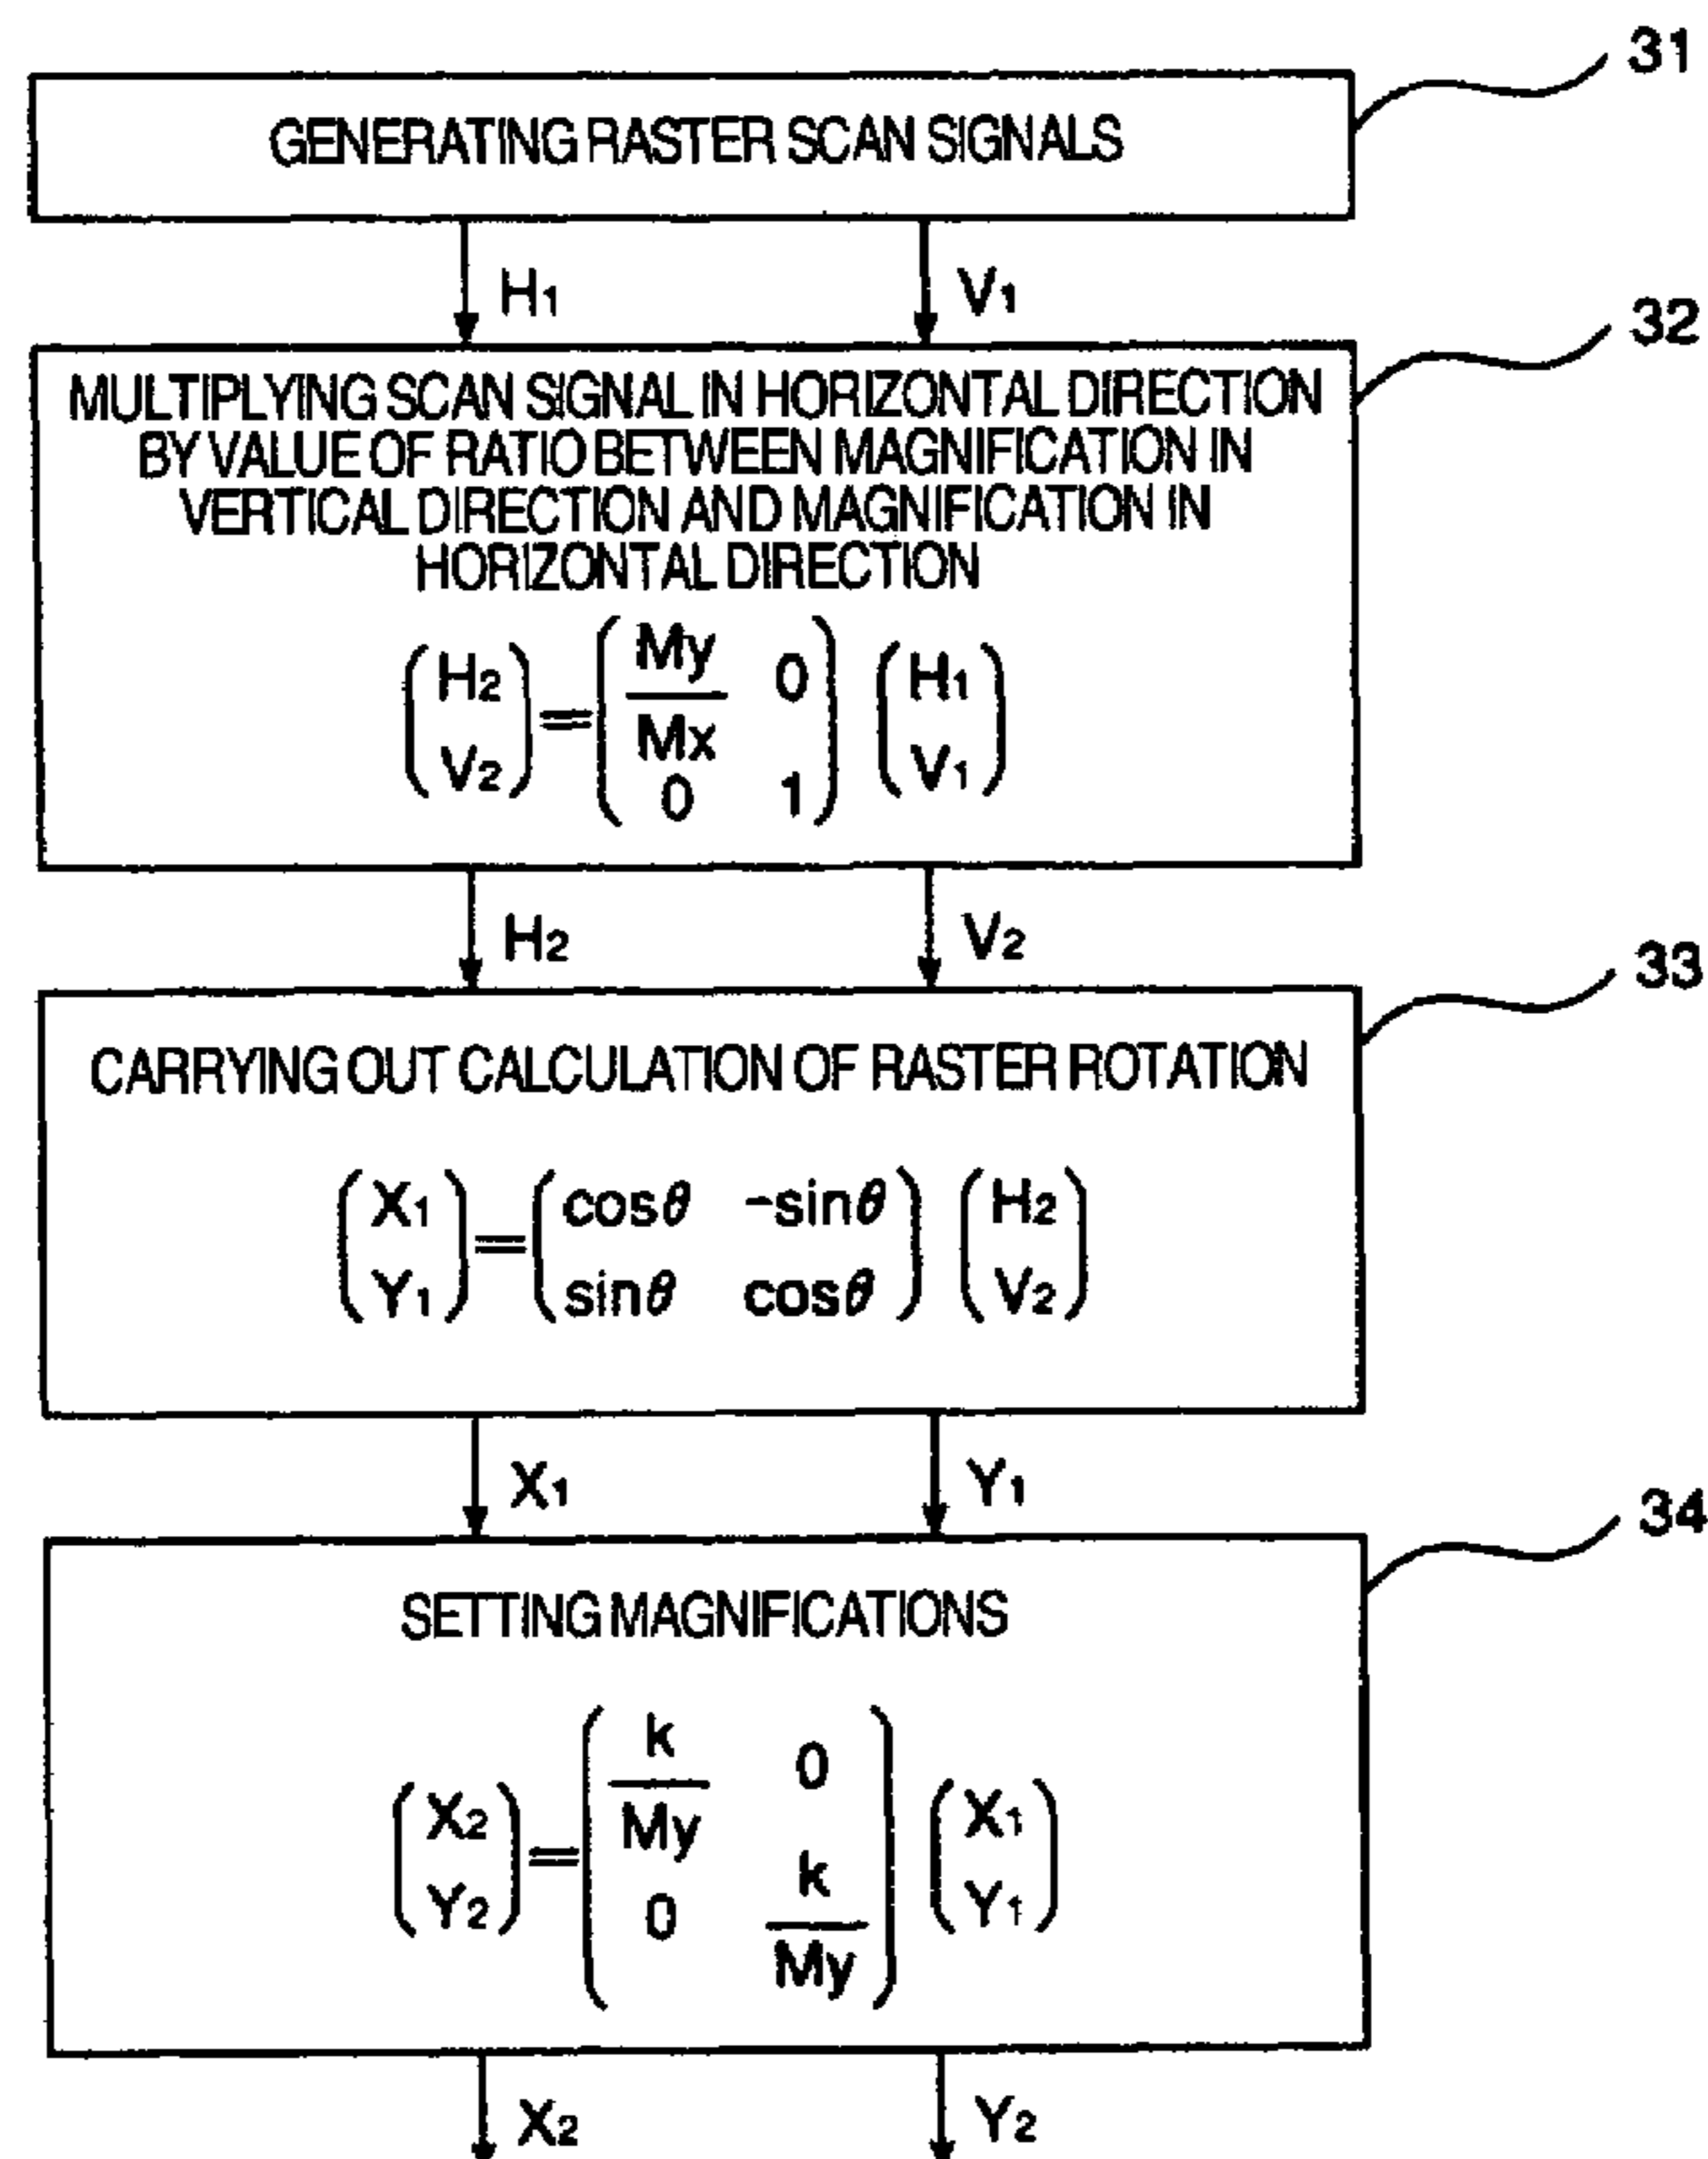 31
GENERATING RASTER SCAN SIGNALS
H1 V1
32
MULTIPLYING SCAN SIGNAL IN HORIZONTAL DIRECTION
BY VALUE OF RATIO BETWEEN MAGNIFICATION IN
VERTICAL DIRECTION AND MAGNIFICATION IN
HORIZONTAL DIRECTION
(H2 V2) = (My/Mx 0 0 1) (H1 V1)
H2 V2
33
CARRYING OUT CALCULATION OF RASTER ROTATION
(X1 Y1) = (cosθ -sinθ sinθ cosθ) (H2 V2)
X1 Y1
34
SETTING MAGNIFICATIONS
(X2 Y2) = (k/My 0 0 k/My) (X1 Y1)
X2 Y2